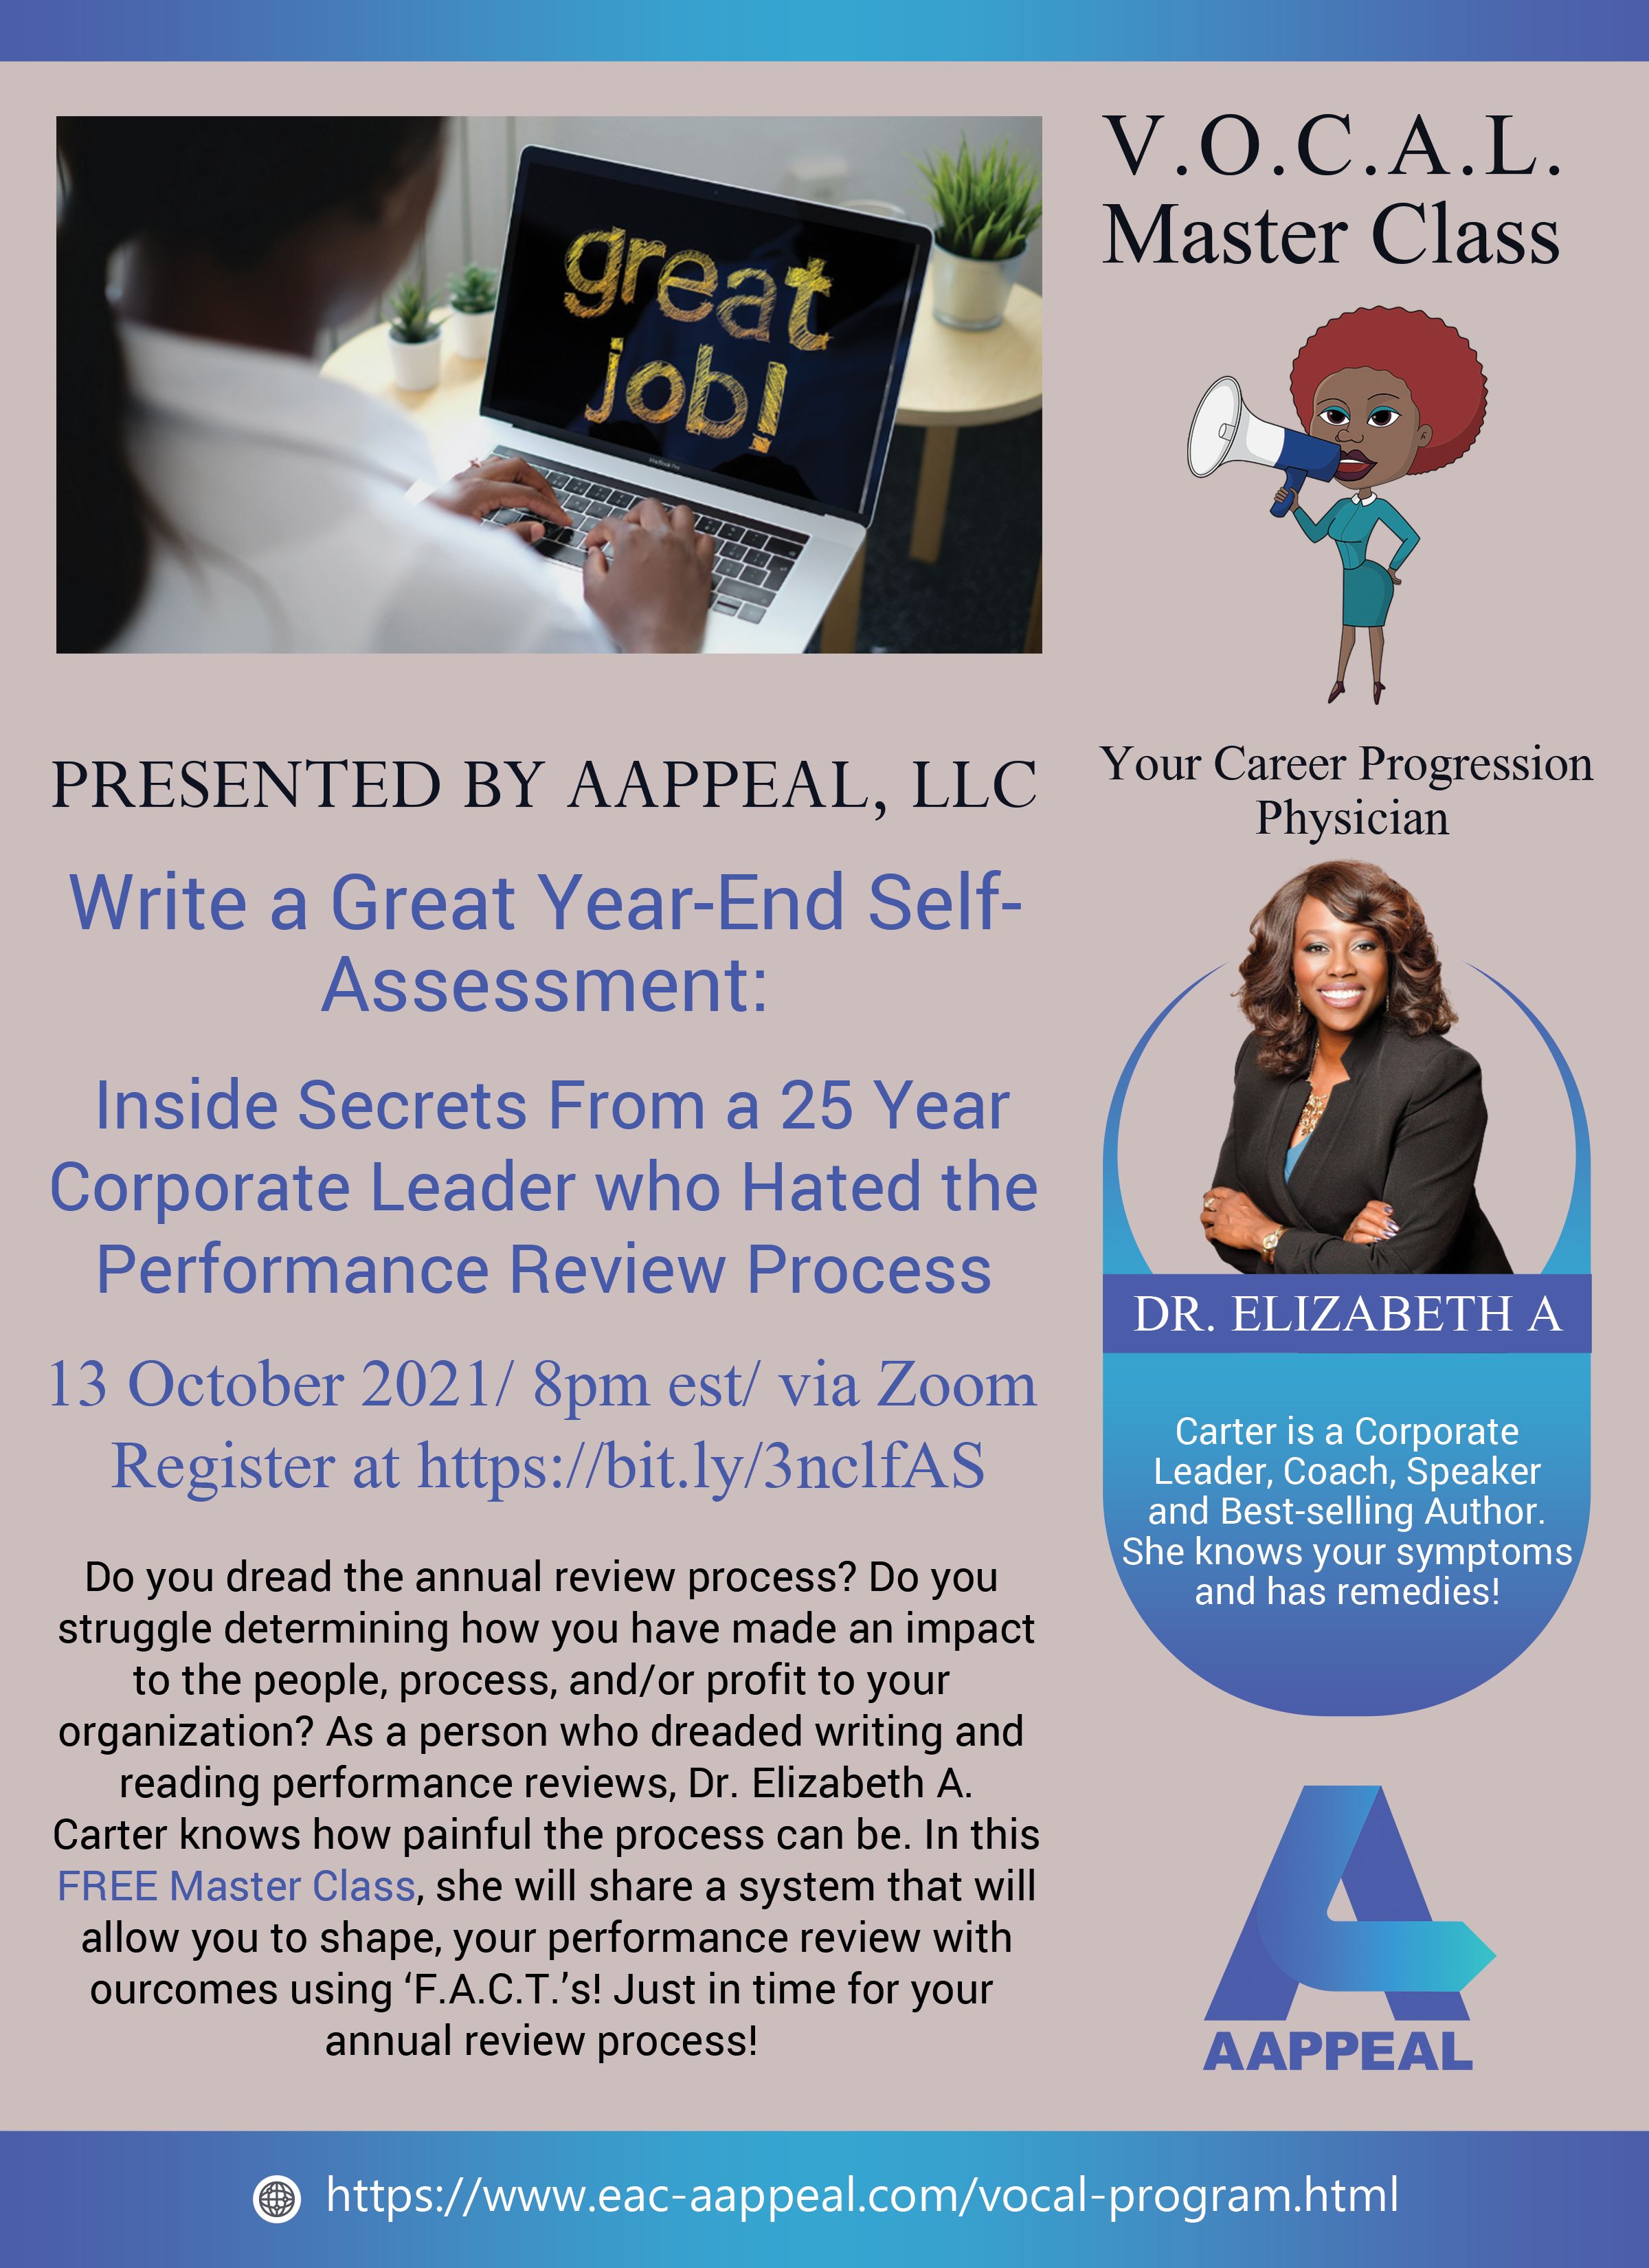 great
job!
MacBook Pro
V.O.C.A.L.
Master Class
PRESENTED BY AAPPEAL, LLC
Write a Great Year-End Self-
Assessment:
Inside Secrets From a 25 Year
Corporate Leader who Hated the
Performance Review Process
13 October 2021/ 8pm est/ via Zoom
Register at https://bit.ly/3nclfAS
Do you dread the annual review process? Do you
struggle determining how you have made an impact
to the people, process, and/or profit to your
organization? As a person who dreaded writing and
reading performance reviews, Dr. Elizabeth A.
Carter knows how painful the process can be. In this
FREE Master Class, she will share a system that will
allow you to shape, your performance review with
ourcomes using ‘F.A.C.T.’s! Just in time for your
annual review process!
Your Career Progression
Physician
DR. ELIZABETH A
Carter is a Corporate
Leader, Coach, Speaker
and Best-selling Author.
She knows your symptoms
and has remedies!
AAPPEAL
https://www.eac-aappeal.com/vocal-program.html